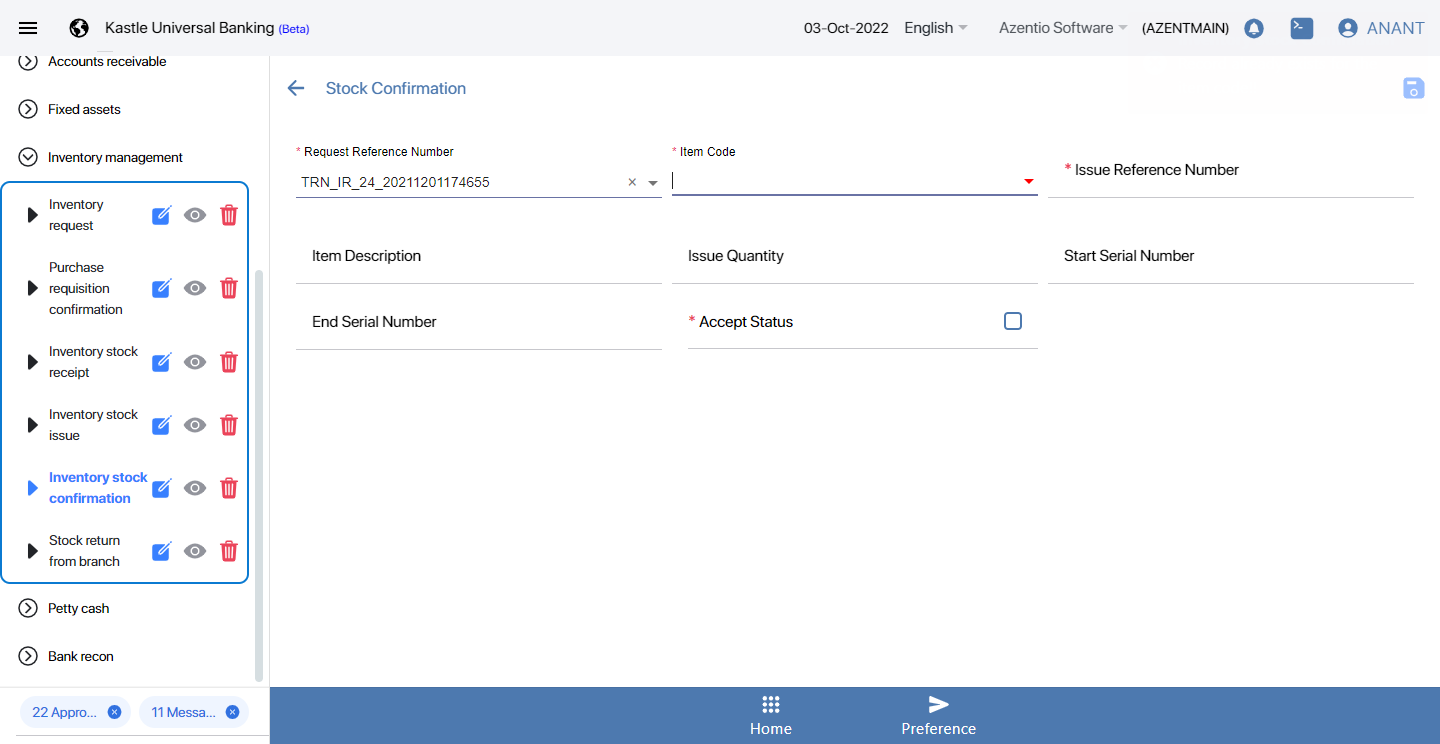 Kastle Universal Banking (Beta)
03-Oct-2022 English Azentio Software (AZENTMAIN) ANANT
Accounts receivable
Fixed assets
Inventory management
Inventory
request
Purchase
requisition
confirmation
Inventory stock
receipt
Inventory stock
issue
Inventory stock
confirmation
Stock return
from branch
Petty cash
Bank recon
22 Appro...
11 Messa...
Stock Confirmation
* Request Reference Number
TRN_IR_24_20211201174655
* Item Code
* Issue Reference Number
Item Description
Issue Quantity
Start Serial Number
End Serial Number
* Accept Status
Home
Preference